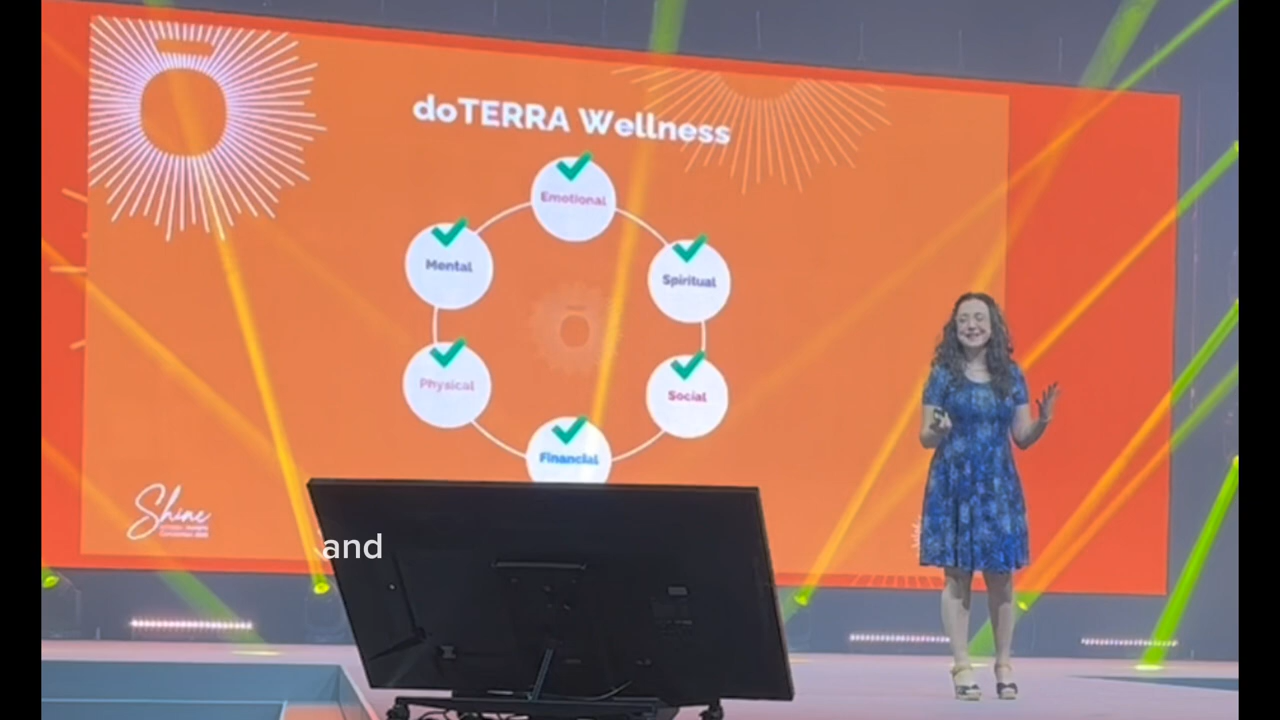 doTERRA Wellness
Emotional
Mental
Spiritual
Physical
Social
Financial
Shine
and